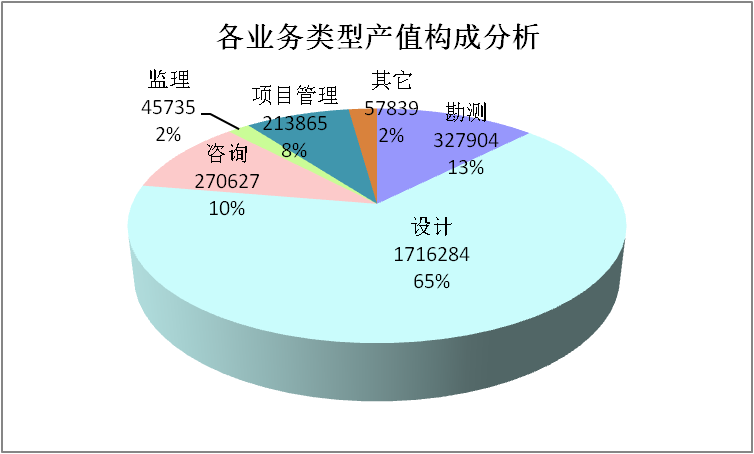 各业务类型产值构成分析
监理
45735
2%
项目管理
213865
8%
其它
57839
2%
勘测
327904
13%
咨询
270627
10%
设计
1716284
65%